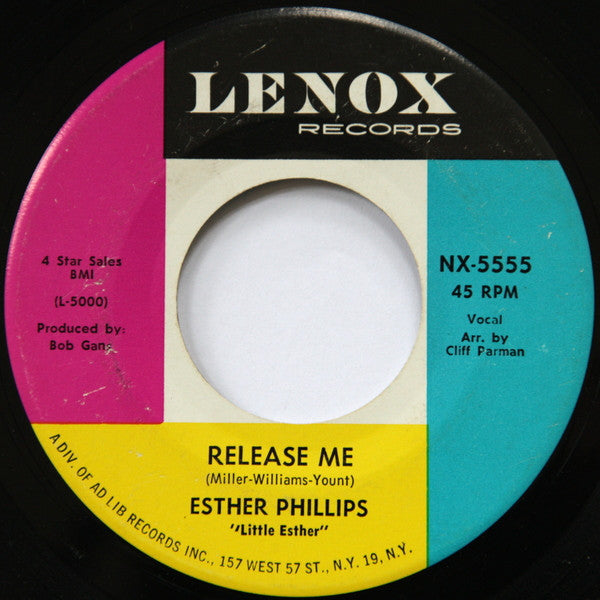 LENOX
RECORDS
4 Star Sales
BMI
(L-5000)
Produced by:
Bob Gans
NX-5555
45 RPM
Vocal
Arr. by
Cliff Parman
RELEASE ME
(Miller-Williams-Yount)
ESTHER PHILLIPS
"Little Esther"
A DIV. OF AD LIB RECORDS INC., 157 WEST 57 ST., N.Y. 19, N.Y.